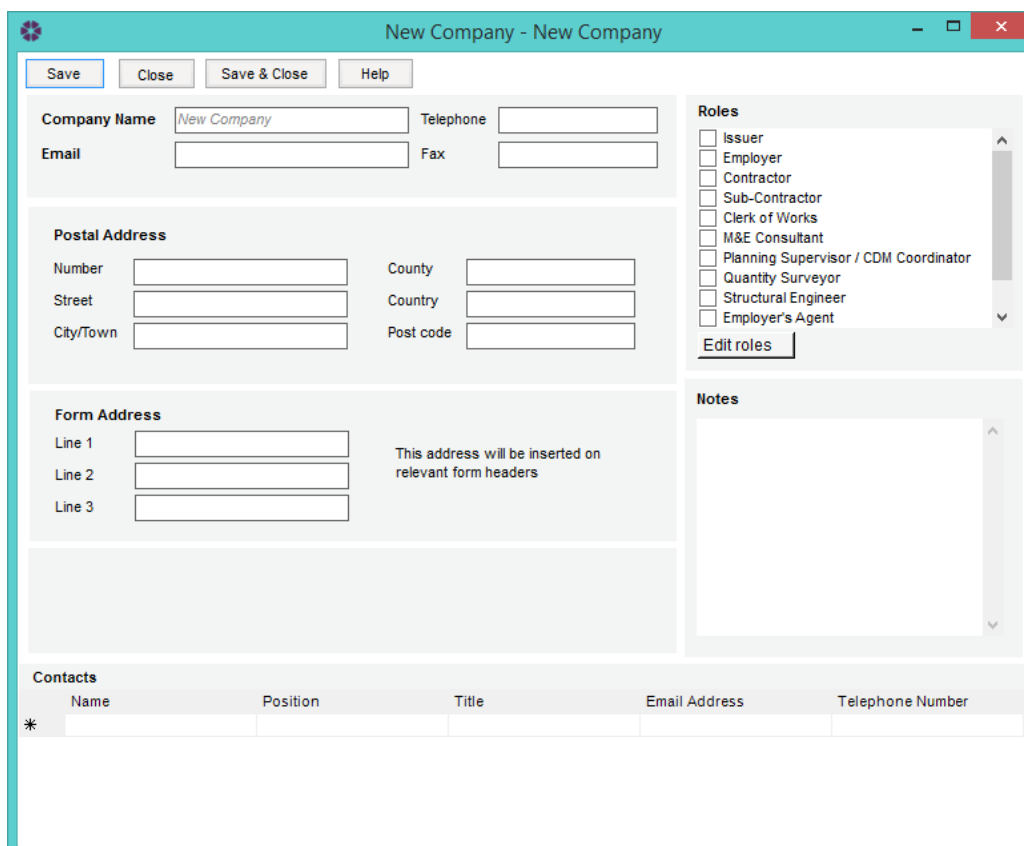 New Company - New Company
Save Close Save & Close Help
Company Name New Company Telephone
Email Fax
Postal Address
Number County
Street Country
City/Town Post code
Form Address
Line 1
Line 2
Line 3
This address will be inserted on
relevant form headers
Roles
Issuer
Employer
Contractor
Sub-Contractor
Clerk of Works
M&E Consultant
Planning Supervisor / CDM Coordinator
Quantity Surveyor
Structural Engineer
Employer's Agent
Edit roles
Notes
Contacts
Name Position Title Email Address Telephone Number